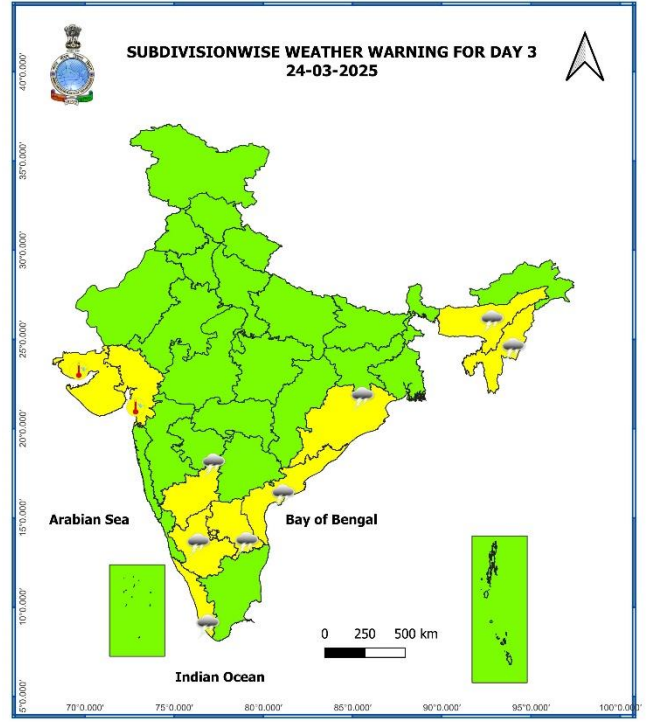 SUBDIVISIONWISE WEATHER WARNING FOR DAY 3
24-03-2025
40°0.000'
35°0.000'
30°0.000'
25°0.000'
20°0.000'
15°0.000'
10°0.000'
5°0.000'
Arabian Sea
Bay of Bengal
0 250 500 km
Indian Ocean
70°0.000' 75°0.000' 80°0.000' 85°0.000' 90°0.000' 95°0.000' 100°0.000'